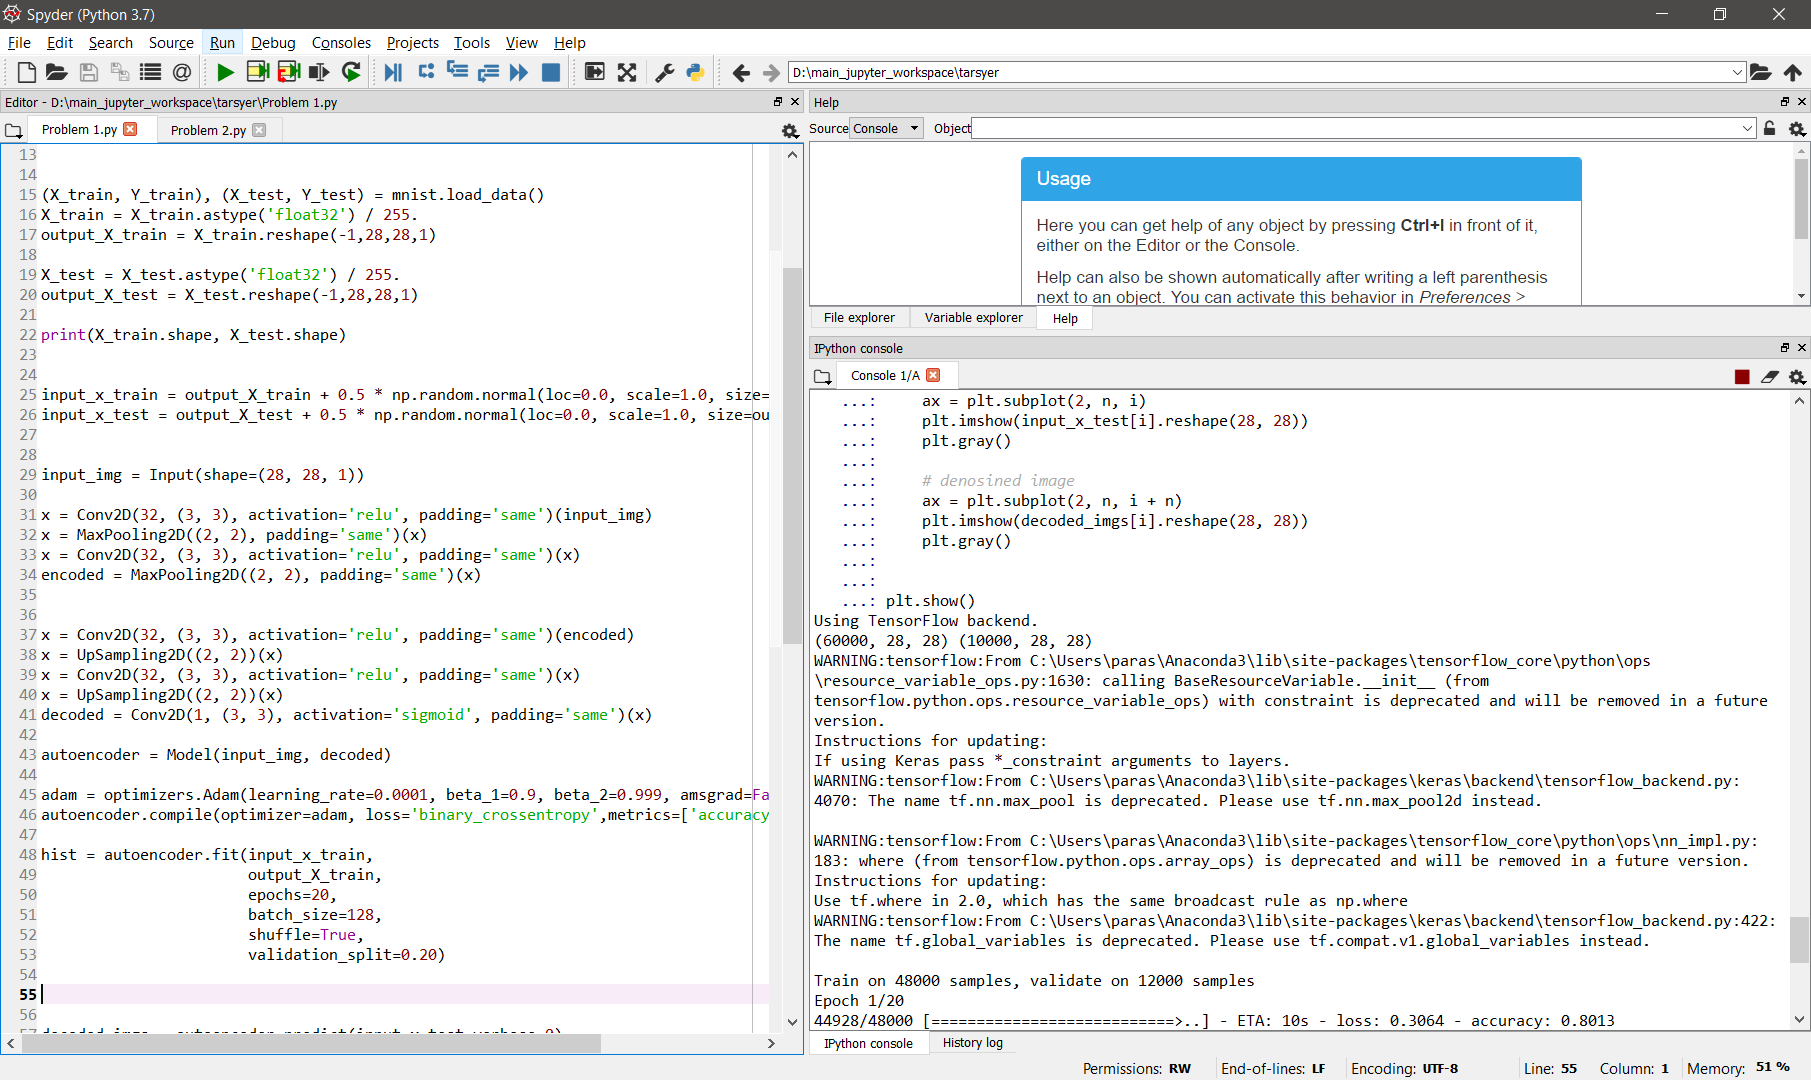 Spyder (Python 3.7)
File Edit Search Source Run Debug Consoles Projects Tools View Help
D:\main_jupyter_workspace\tarsyer
Editor - D:\main_jupyter_workspace\tarsyer\Problem 1.py
Problem 1.py Problem 2.py
13
14
15 (X_train, Y_train), (X_test, Y_test) = mnist.load_data()
16 X_train = X_train.astype('float32') / 255.
17 output_X_train = X_train.reshape(-1,28,28,1)
18
19 X_test = X_test.astype('float32') / 255.
20 output_X_test = X_test.reshape(-1,28,28,1)
21
22 print(X_train.shape, X_test.shape)
23
24
25 input_x_train = output_X_train + 0.5 * np.random.normal(loc=0.0, scale=1.0, size=
26 input_x_test = output_X_test + 0.5 * np.random.normal(loc=0.0, scale=1.0, size=ou
27
28
29 input_img = Input(shape=(28, 28, 1))
30
31 x = Conv2D(32, (3, 3), activation='relu', padding='same')(input_img)
32 x = MaxPooling2D((2, 2), padding='same')(x)
33 x = Conv2D(32, (3, 3), activation='relu', padding='same')(x)
34 encoded = MaxPooling2D((2, 2), padding='same')(x)
35
36
37 x = Conv2D(32, (3, 3), activation='relu', padding='same')(encoded)
38 x = UpSampling2D((2, 2))(x)
39 x = Conv2D(32, (3, 3), activation='relu', padding='same')(x)
40 x = UpSampling2D((2, 2))(x)
41 decoded = Conv2D(1, (3, 3), activation='sigmoid', padding='same')(x)
42
43 autoencoder = Model(input_img, decoded)
44
45 adam = optimizers.Adam(learning_rate=0.0001, beta_1=0.9, beta_2=0.999, amsgrad=Fa
46 autoencoder.compile(optimizer=adam, loss='binary_crossentropy',metrics=['accuracy
47
48 hist = autoencoder.fit(input_x_train,
49 output_X_train,
50 epochs=20,
51 batch_size=128,
52 shuffle=True,
53 validation_split=0.20)
54
55
56
Help
Source Console Object
Usage
Here you can get help of any object by pressing Ctrl+I in front of it,
either on the Editor or the Console.
Help can also be shown automatically after writing a left parenthesis
next to an object. You can activate this behavior in Preferences >
File explorer Variable explorer Help
IPython console
Console 1/A
...: ax = plt.subplot(2, n, i)
...: plt.imshow(input_x_test[i].reshape(28, 28))
...: plt.gray()
...:
...: # denosined image
...: ax = plt.subplot(2, n, i + n)
...: plt.imshow(decoded_imgs[i].reshape(28, 28))
...: plt.gray()
...:
...:
...: plt.show()
Using TensorFlow backend.
(60000, 28, 28) (10000, 28, 28)
WARNING:tensorflow:From C:\Users\paras\Anaconda3\lib\site-packages\tensorflow_core\python\ops
\resource_variable_ops.py:1630: calling BaseResourceVariable.__init__ (from
tensorflow.python.ops.resource_variable_ops) with constraint is deprecated and will be removed in a future
version.
Instructions for updating:
If using Keras pass *_constraint arguments to layers.
WARNING:tensorflow:From C:\Users\paras\Anaconda3\lib\site-packages\keras\backend\tensorflow_backend.py:
4070: The name tf.nn.max_pool is deprecated. Please use tf.nn.max_pool2d instead.
WARNING:tensorflow:From C:\Users\paras\Anaconda3\lib\site-packages\tensorflow_core\python\ops\nn_impl.py:
183: where (from tensorflow.python.ops.array_ops) is deprecated and will be removed in a future version.
Instructions for updating:
Use tf.where in 2.0, which has the same broadcast rule as np.where
WARNING:tensorflow:From C:\Users\paras\Anaconda3\lib\site-packages\keras\backend\tensorflow_backend.py:422:
The name tf.global_variables is deprecated. Please use tf.compat.v1.global_variables instead.
Train on 48000 samples, validate on 12000 samples
Epoch 1/20
44928/48000 [===========================>..] - ETA: 10s - loss: 0.3064 - accuracy: 0.8013
IPython console History log
Permissions: RW End-of-lines: LF Encoding: UTF-8 Line: 55 Column: 1 Memory: 51 %